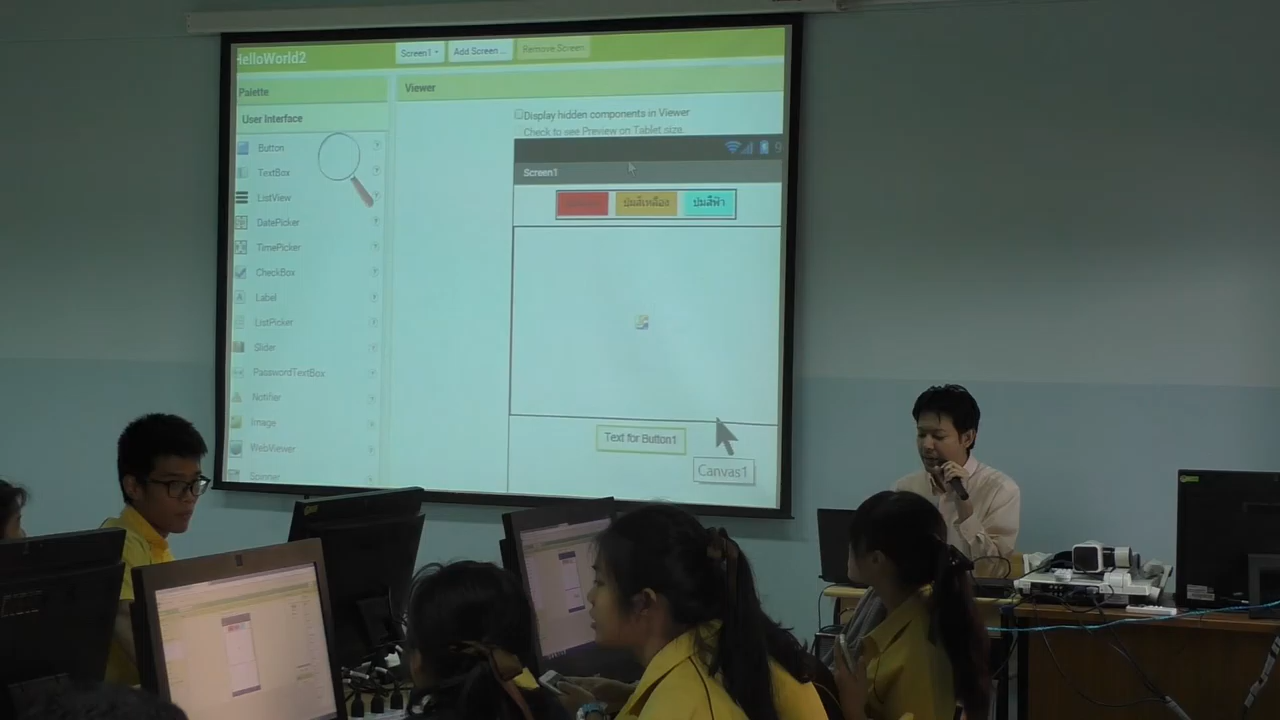 HelloWorld2
Screen1
Add Screen ...
Remove Screen
Palette
Viewer
User Interface
Display hidden components in Viewer
Check to see Preview on Tablet size.
Button
TextBox
ListView
DatePicker
TimePicker
CheckBox
Label
ListPicker
Slider
PasswordTextBox
Notifier
Image
WebViewer
Spinner
9
Screen1
ปุ่มสีเหลือง
ปุ่มสีฟ้า
Text for Button1
Canvas1